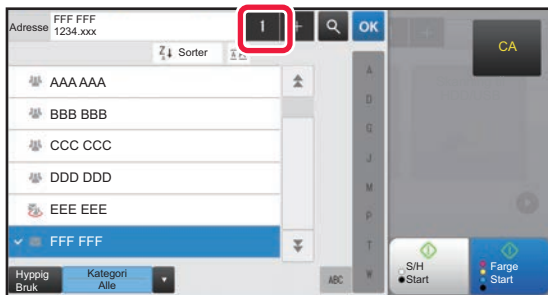 Adresse
FFF FFF
1234.xxx
1
+
OK
CA
Sorter
AAA AAA
BBB BBB
CCC CCC
DDD DDD
EEE EEE
FFF FFF
A
D
G
J
M
P
T
W
Hyppig
Bruk
Kategori
Alle
ABC
S/H
Start
Farge
Start